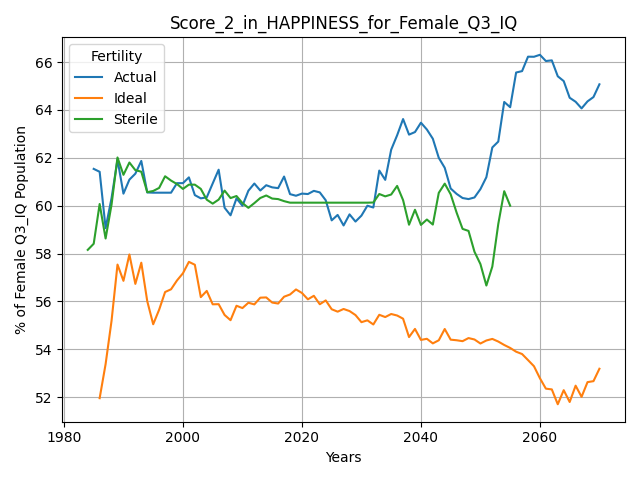 Score_2_in_HAPPINESS_for_Female_Q3_IQ
Fertility
Actual
Ideal
Sterile
% of Female Q3_IQ Population
66
64
62
60
58
56
54
52
1980
2000
2020
2040
2060
Years